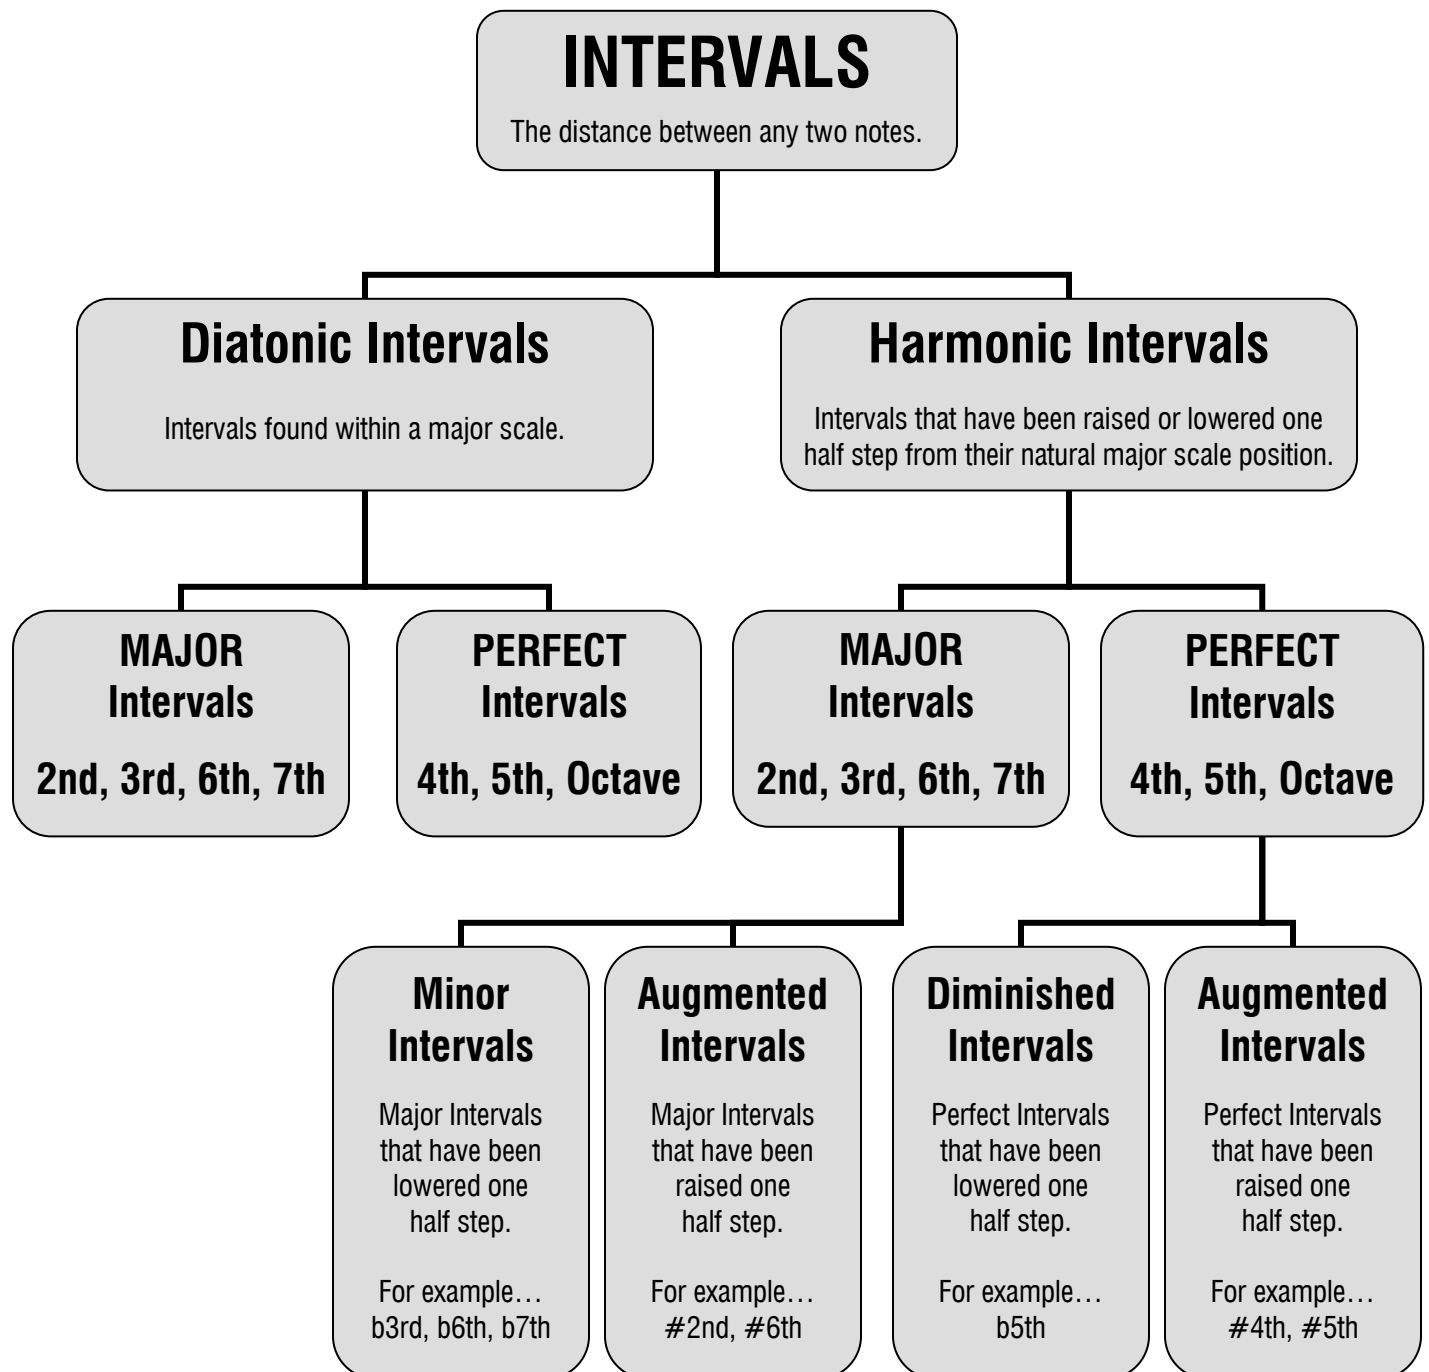 INTERVALS
The distance between any two notes.
Diatonic Intervals
Intervals found within a major scale.
Harmonic Intervals
Intervals that have been raised or lowered one
half step from their natural major scale position.
MAJOR
Intervals
2nd, 3rd, 6th, 7th
PERFECT
Intervals
4th, 5th, Octave
MAJOR
Intervals
2nd, 3rd, 6th, 7th
PERFECT
Intervals
4th, 5th, Octave
Minor
Intervals
Major Intervals
that have been
lowered one
half step.
For example…
b3rd, b6th, b7th
Augmented
Intervals
Major Intervals
that have been
raised one
half step.
For example…
#2nd, #6th
Diminished
Intervals
Perfect Intervals
that have been
lowered one
half step.
For example…
b5th
Augmented
Intervals
Perfect Intervals
that have been
raised one
half step.
For example…
#4th, #5th